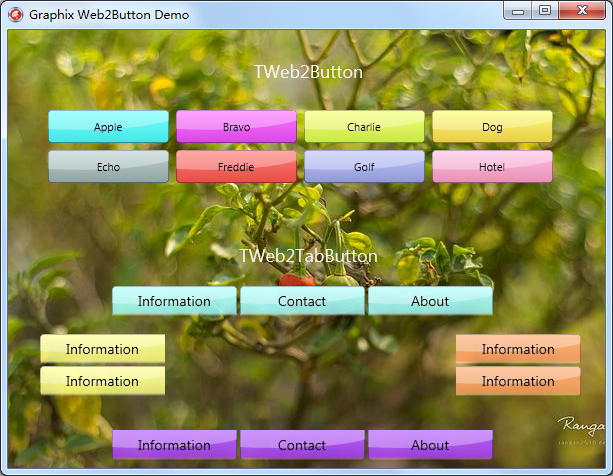 Graphix Web2Button Demo
TWeb2Button
Apple Bravo Charlie Dog
Echo Freddie Golf Hotel
TWeb2TabButton
Information Contact About
Information Information
Information Information
Ranga
Information Contact About